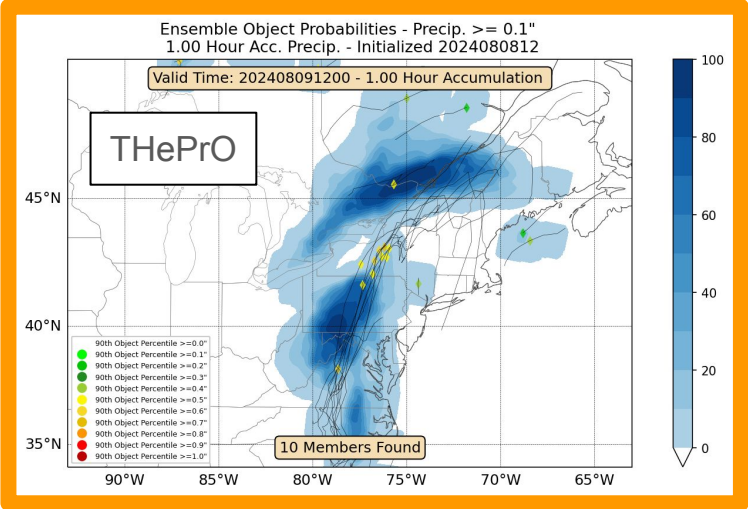 Ensemble Object Probabilities - Precip. >= 0.1"
1.00 Hour Acc. Precip. - Initialized 2024080812
Valid Time: 202408091200 - 1.00 Hour Accumulation
THePrO
45°N
40°N
35°N
90th Object Percentile >=0.0"
90th Object Percentile >=0.1"
90th Object Percentile >=0.2"
90th Object Percentile >=0.3"
90th Object Percentile >=0.4"
90th Object Percentile >=0.5"
90th Object Percentile >=0.6"
90th Object Percentile >=0.7"
90th Object Percentile >=0.8"
90th Object Percentile >=0.9"
90th Object Percentile >=1.0"
10 Members Found
90°W 85°W 80°W 75°W 70°W 65°W
100
80
60
40
20
0